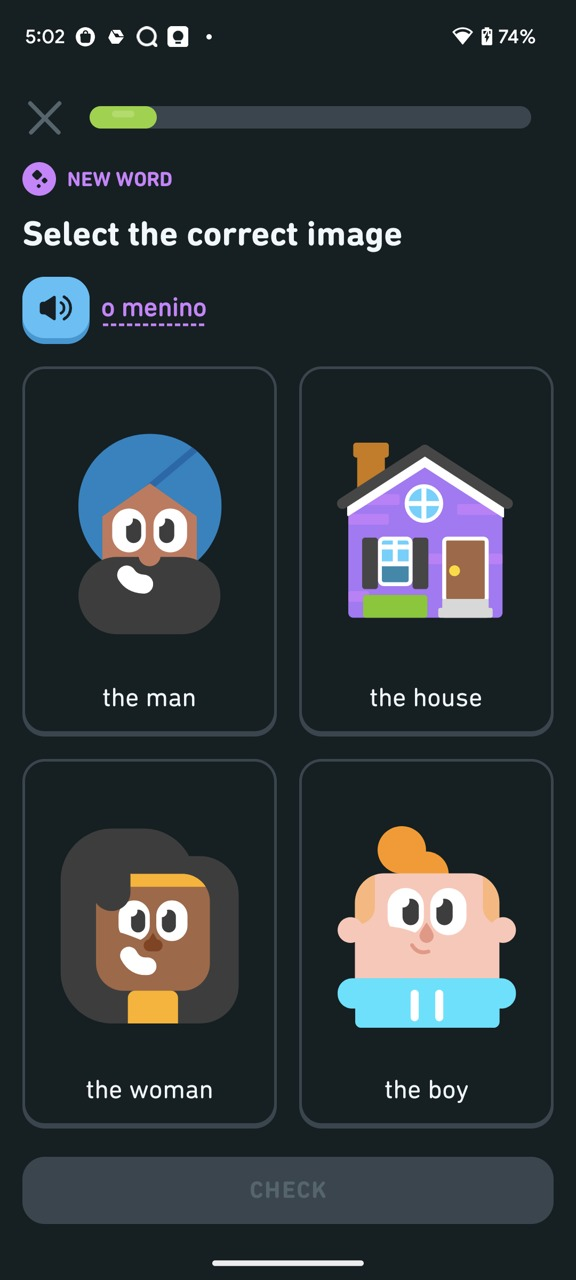 5:02
74%
NEW WORD
Select the correct image
o menino
the man
the house
the woman
the boy
CHECK